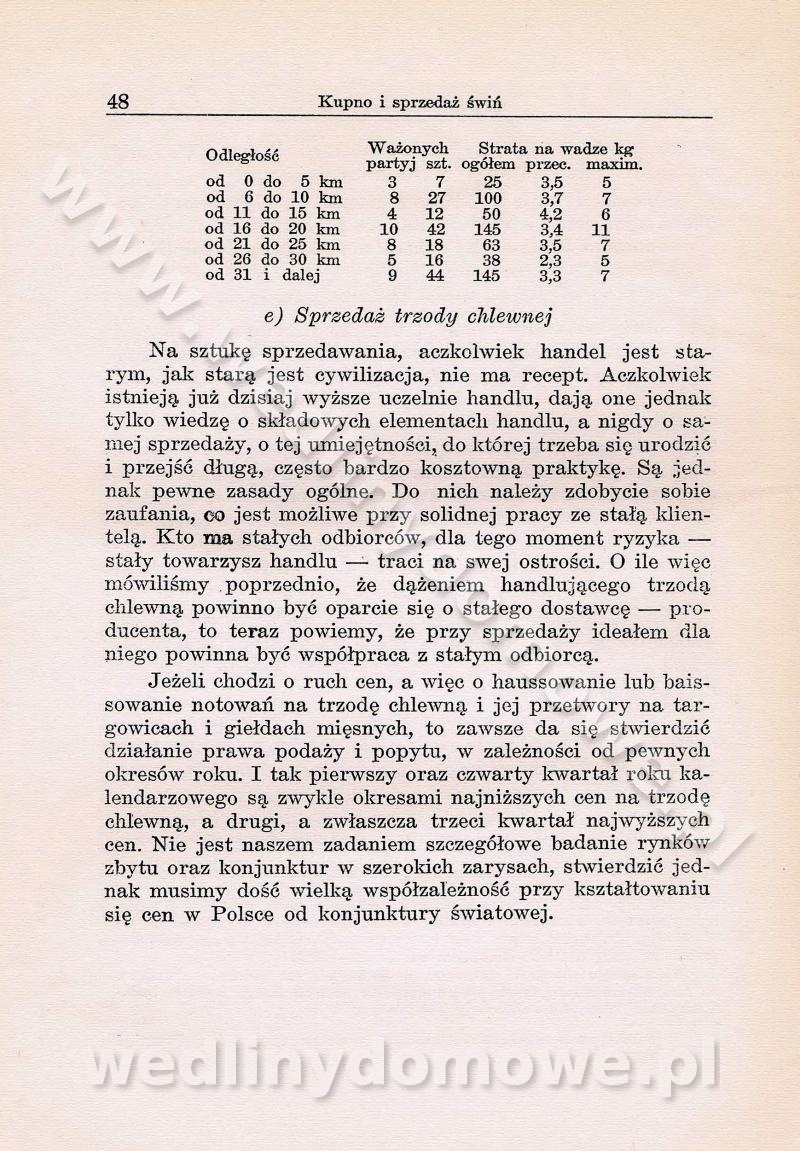 48 Kupno i sprzedaż świń
Odległość Ważonych Strata na wadze kg
partyj szt. ogółem przec. maxim.
od 0 do 5 km 3 7 25 3,5 5
od 6 do 10 km 8 27 100 3,7 7
od 11 do 15 km 4 12 50 4,2 6
od 16 do 20 km 10 42 145 3,4 11
od 21 do 25 km 8 18 63 3,5 7
od 26 do 30 km 5 16 38 2,3 5
od 31 i dalej 9 44 145 3,3 7
e) Sprzedaż trzody chlewnej
Na sztukę sprzedawania, aczkolwiek handel jest sta-
rym, jak starą jest cywilizacja, nie ma recept. Aczkolwiek
istnieją już dzisiaj wyższe uczelnie handlu, dają one jednak
tylko wiedzę o składowych elementach handlu, a nigdy o sa-
mej sprzedaży, o tej umiejętności, do której trzeba się urodzić
i przejść długą, często bardzo kosztowną praktykę. Są jed-
nak pewne zasady ogólne. Do nich należy zdobycie sobie
zaufania, co jest możliwe przy solidnej pracy ze stałą klien-
telą. Kto ma stałych odbiorców, dla tego moment ryzyka —
stały towarzysz handlu — traci na swej ostrości. O ile więc
mówiliśmy poprzednio, że dążeniem handlującego trzodą
chlewną powinno być oparcie się o stałego dostawcę — pro-
ducenta, to teraz powiemy, że przy sprzedaży ideałem dla
niego powinna być współpraca z stałym odbiorcą.
Jeżeli chodzi o ruch cen, a więc o haussowanie lub bais-
sowanie notowań na trzodę chlewną i jej przetwory na tar-
gowicach i giełdach mięsnych, to zawsze da się stwierdzić
działanie prawa podaży i popytu, w zależności od pewnych
okresów roku. I tak pierwszy oraz czwarty kwartał roku ka-
lendarzowego są zwykle okresami najniższych cen na trzodę
chlewną, a drugi, a zwłaszcza trzeci kwartał najwyższych
cen. Nie jest naszem zadaniem szczegółowe badanie rynków
zbytu oraz konjunktur w szerokich zarysach, stwierdzić jed-
nak musimy dość wielką współzależność przy kształtowaniu
się cen w Polsce od konjunktury światowej.
www.wedlinydomowe.pl
wedlinydomowe.pl